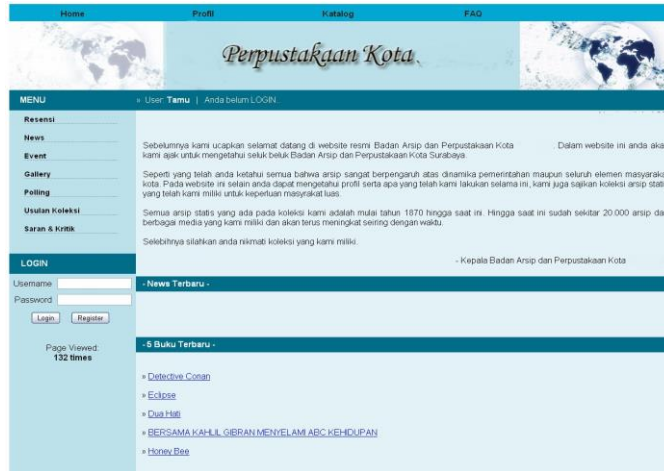 Home Profil Katalog FAQ
Perpustakaan Kota
MENU
» User: Tamu | Anda belum LOGIN.
Resensi
News
Event
Gallery
Polling
Usulan Koleksi
Saran & Kritik
Sebelumnya kami ucapkan selamat datang di website resmi Badan Arsip dan Perpustakaan Kota . Dalam website ini anda aka
kami ajak untuk mengetahui seluk beluk Badan Arsip dan Perpustakaan Kota Surabaya.
Seperti yang telah anda ketahui semua bahwa arsip sangat berpengaruh atas dinamika pemerintahan maupun seluruh elemen masyaraka
kota. Pada website ini selain anda dapat mengetahui profil serta apa yang telah kami lakukan selama ini, kami juga sajikan koleksi arsip stati
yang telah kami miliki untuk keperluan masyrakat luas.
Semua arsip statis yang ada pada koleksi kami adalah mulai tahun 1870 hingga saat ini. Hingga saat ini sudah sekitar 20.000 arsip da
berbagai media yang kami miliki dan akan terus meningkat seiring dengan waktu.
Selebihnya silahkan anda nikmati koleksi yang kami miliki.
- Kepala Badan Arsip dan Perpustakaan Kota
LOGIN
Username
Password
Login Register
Page Viewed:
132 times
- News Terbaru -
- 5 Buku Terbaru -
» Detective Conan
» Eclipse
» Dua Hati
» BERSAMA KAHLIL GIBRAN MENYELAMI ABC KEHIDUPAN
» Honey Bee